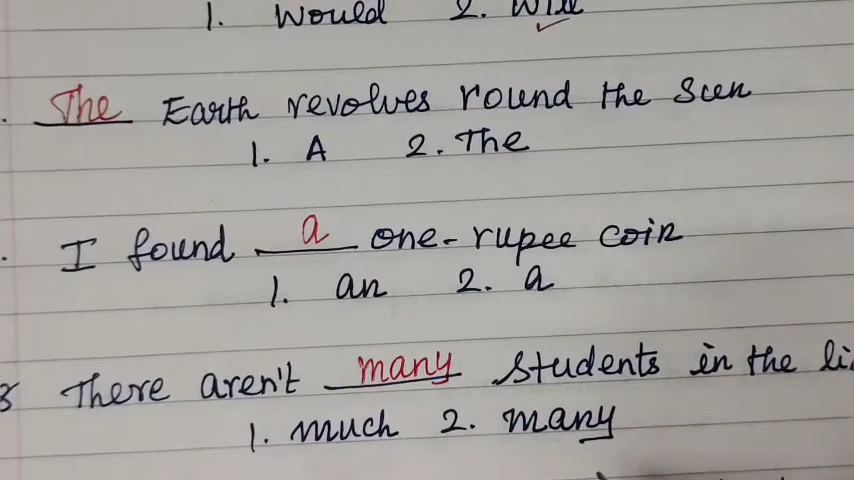 1. Would 2. Will
The Earth revolves round the Sun
1. A 2. The
I found a one-rupee coin
1. an 2. a
There aren't many students in the
1. much 2. many